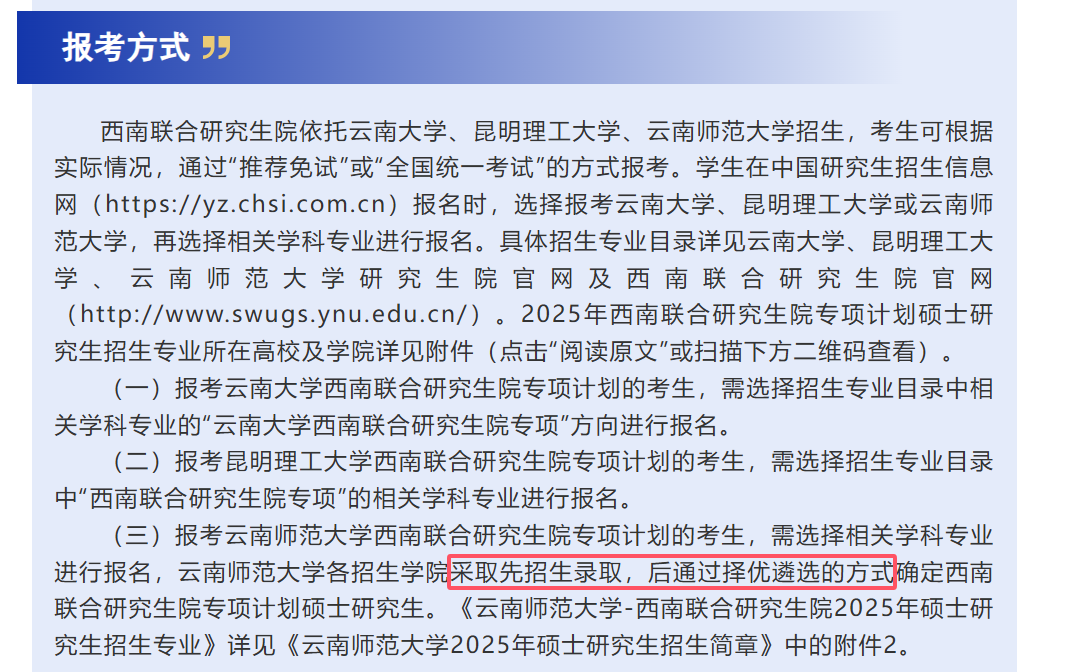 报考方式 ”
西南联合研究生院依托云南大学、昆明理工大学、云南师范大学招生，考生可根据
实际情况，通过“推荐免试”或“全国统一考试”的方式报考。学生在中国研究生招生信息
网（https://yz.chsi.com.cn）报名时，选择报考云南大学、昆明理工大学或云南师
范大学，再选择相关学科专业进行报名。具体招生专业目录详见云南大学、昆明理工大
学、云南师范大学研究生院官网及西南联合研究生院官网
（http://www.swugs.ynu.edu.cn/）。2025年西南联合研究生院专项计划硕士研
究生招生专业所在高校及学院详见附件（点击“阅读原文”或扫描下方二维码查看）。
（一）报考云南大学西南联合研究生院专项计划的考生，需选择招生专业目录中相
关学科专业的“云南大学西南联合研究生院专项”方向进行报名。
（二）报考昆明理工大学西南联合研究生院专项计划的考生，需选择招生专业目录
中“西南联合研究生院专项”的相关学科专业进行报名。
（三）报考云南师范大学西南联合研究生院专项计划的考生，需选择相关学科专业
进行报名，云南师范大学各招生学院采取先招生录取，后通过择优遴选的方式确定西南
联合研究生院专项计划硕士研究生。《云南师范大学-西南联合研究生院2025年硕士研
究生招生专业》详见《云南师范大学2025年硕士研究生招生简章》中的附件2。